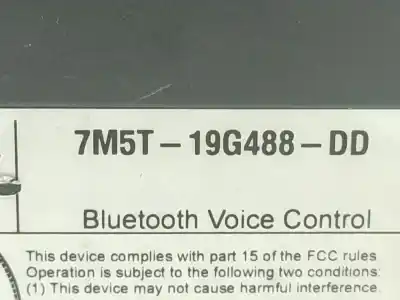 7M5T-19G488-DD
Bluetooth Voice Control
This device complies with part 15 of the FCC rules
Operation is subject to the following two conditions:
(1) This device may not cause harmful interference.